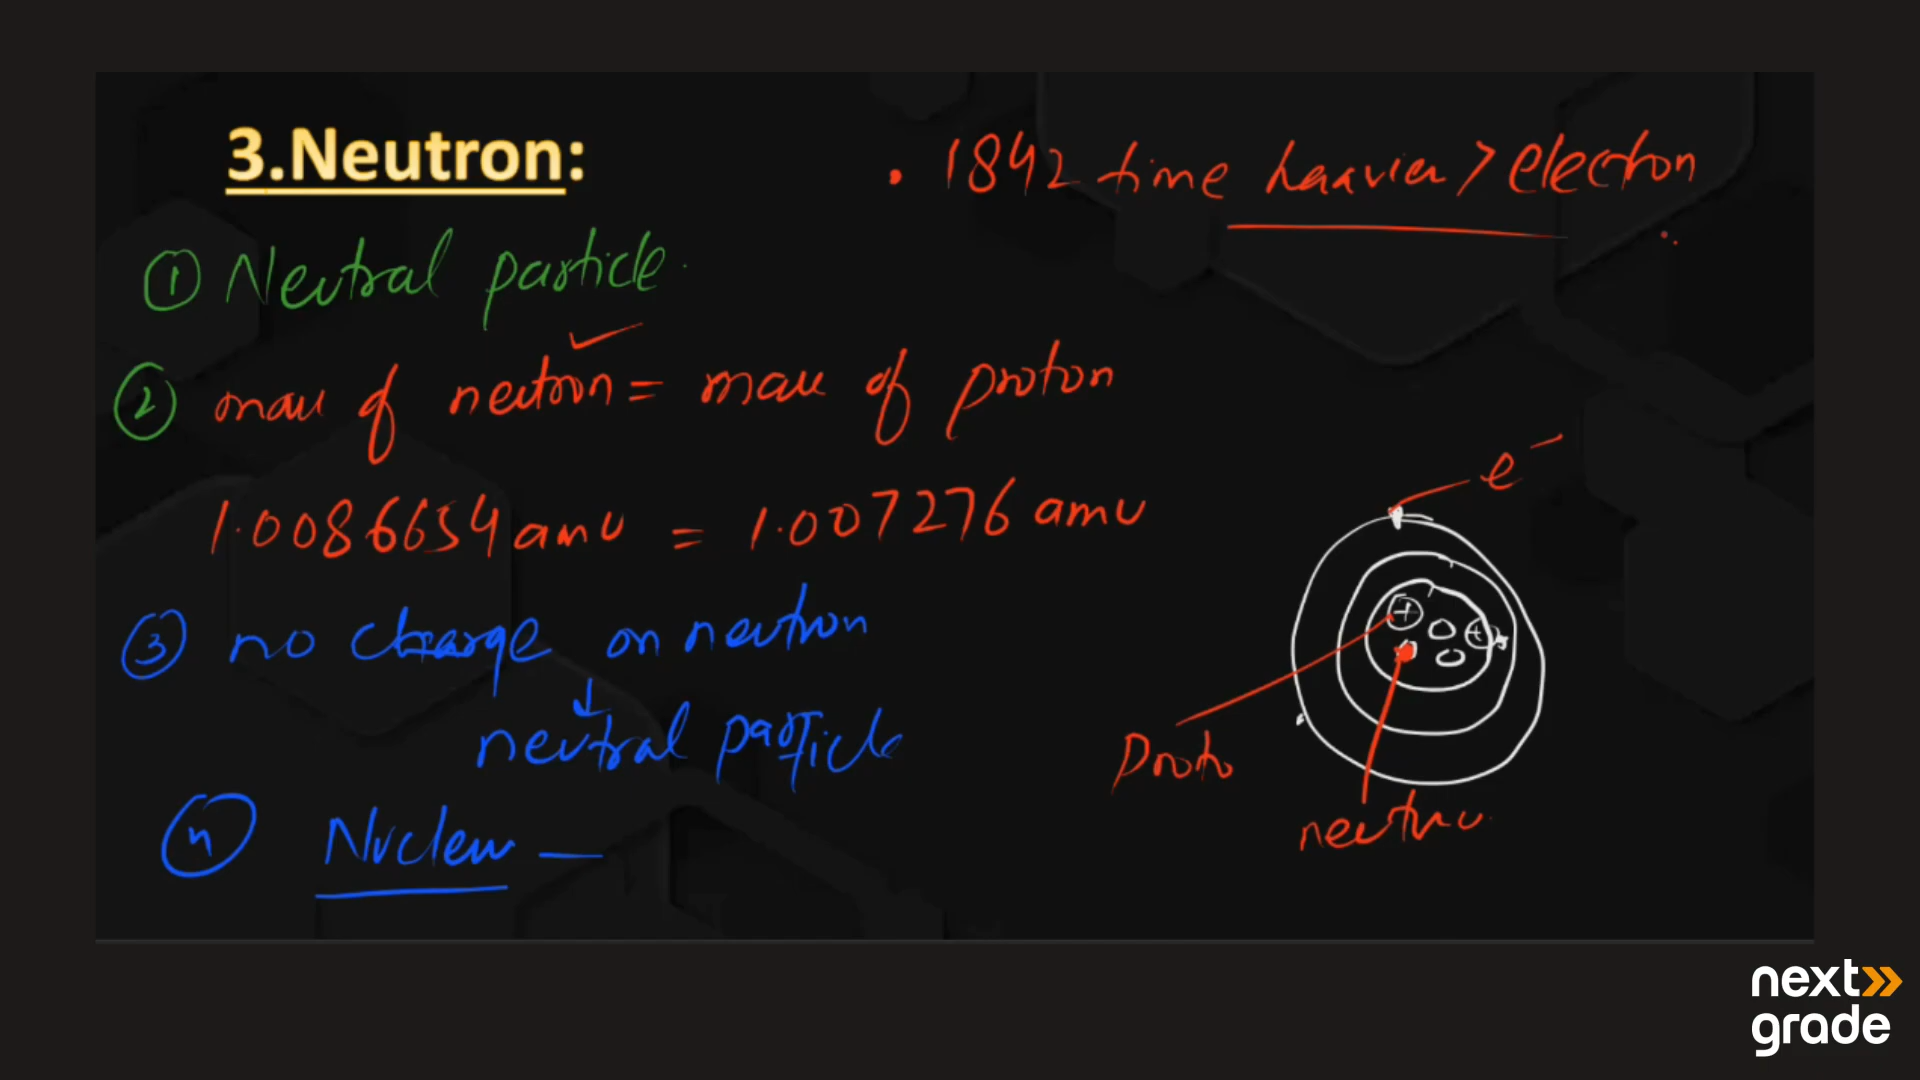 3.Neutron:
• 1842 time heavier > electron
① Neutral particle.
② mass of neutron = mass of proton
1.0086654 amu = 1.007276 amu
e⁻
③ no charge on neutron
↓
neutral particle
Proto
neutru
④ Nucleus —
next
grade